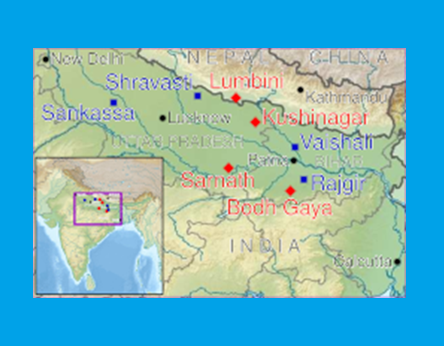 New Delhi
NEPAL
CHINA
Shravasti
Lumbini
Kathmandu
Sankassa
Lucknow
Kushinagar
UTTAR PRADESH
Vaishali
Patna
BIHAR
Sarnath
Rajgir
Bodh Gaya
INDIA
Calcutta